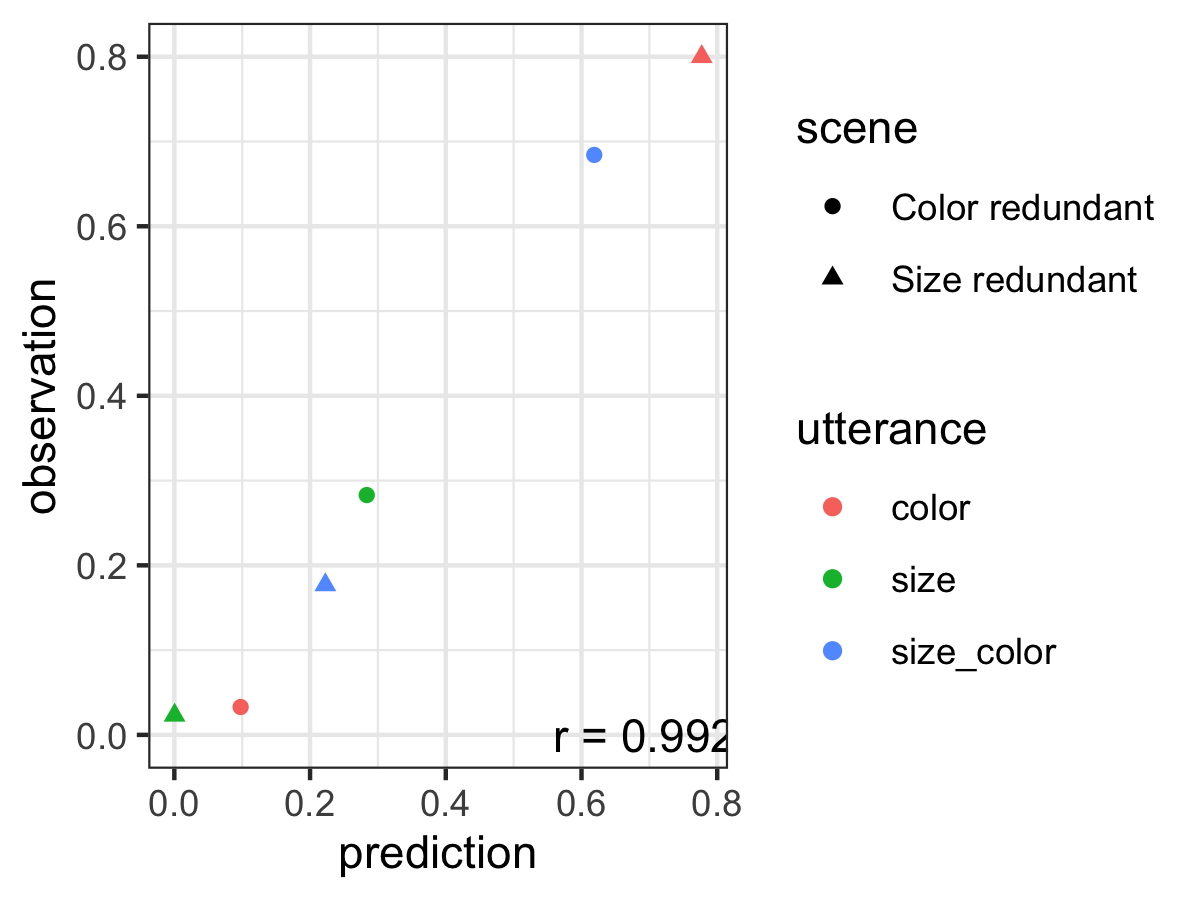 0.8
0.6
0.4
0.2
0.0
observation
r = 0.992
0.0 0.2 0.4 0.6 0.8
prediction
scene
Color redundant
Size redundant
utterance
color
size
size_color